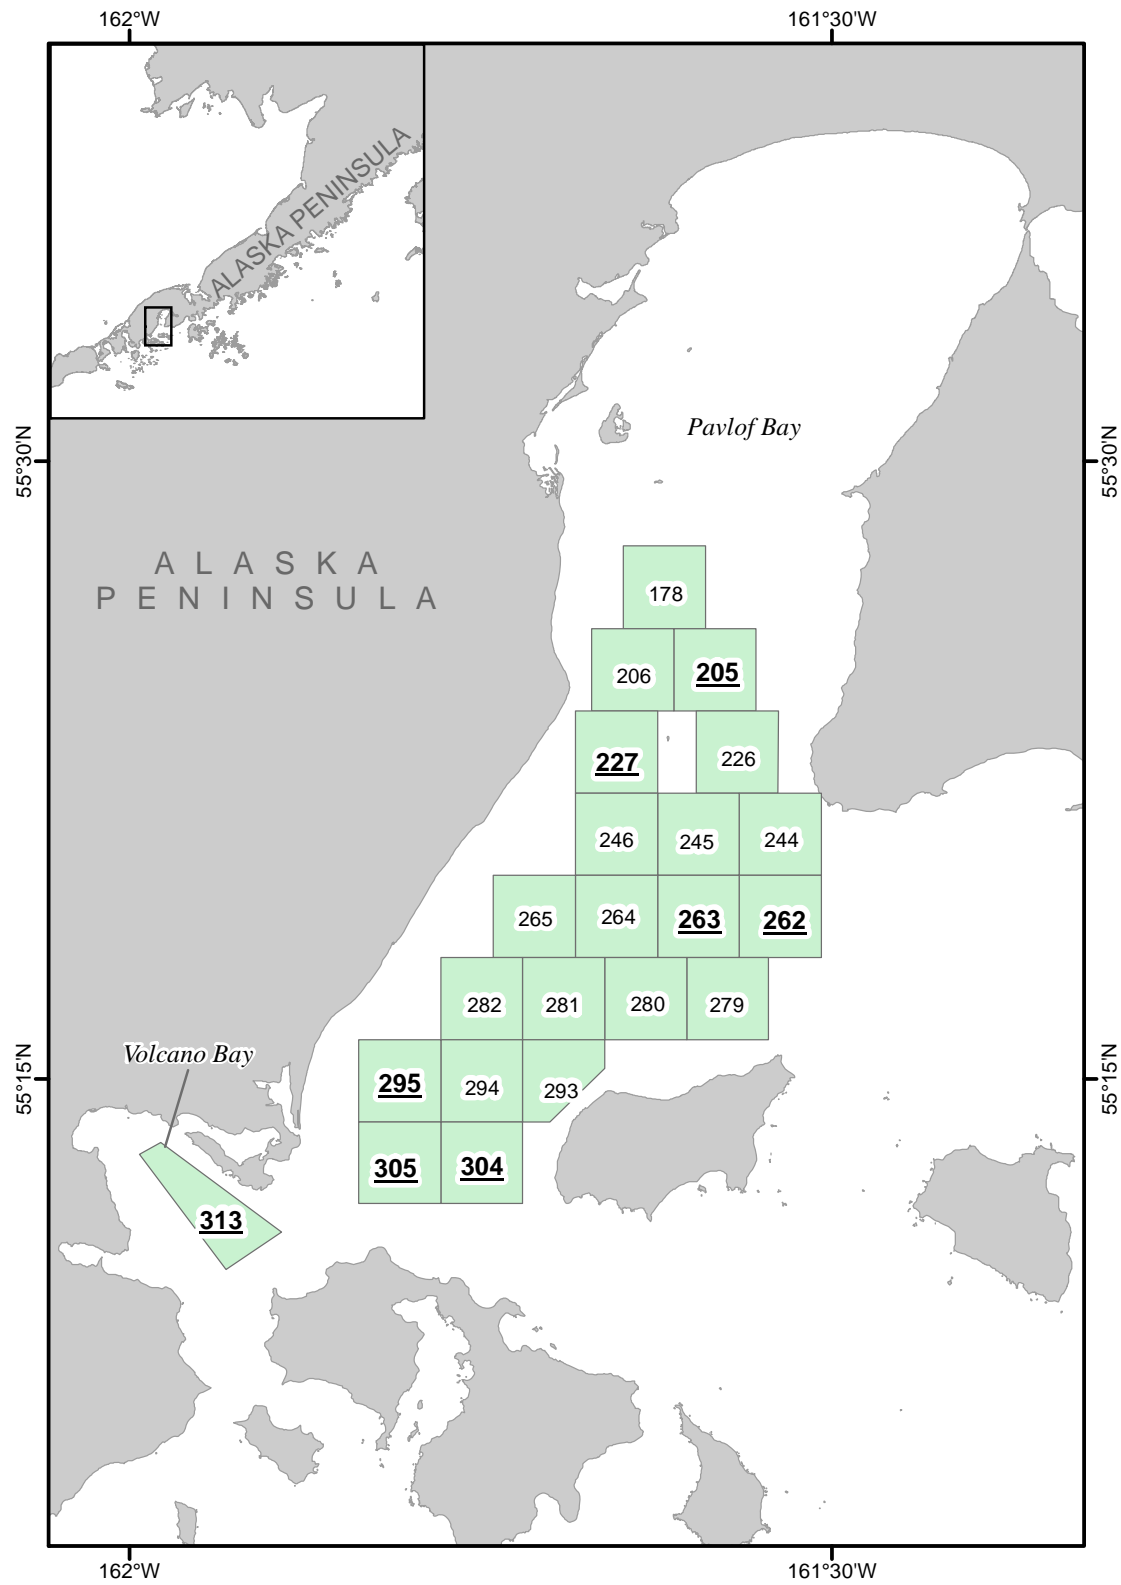 162°W 161°30'W
ALASKA PENINSULA
55°30'N 55°30'N
Pavlof Bay
ALASKA
PENINSULA
178
206 205
227 226
246 245 244
265 264 263 262
282 281 280 279
Volcano Bay
55°15'N 55°15'N
295 294 293
305 304
313
162°W 161°30'W